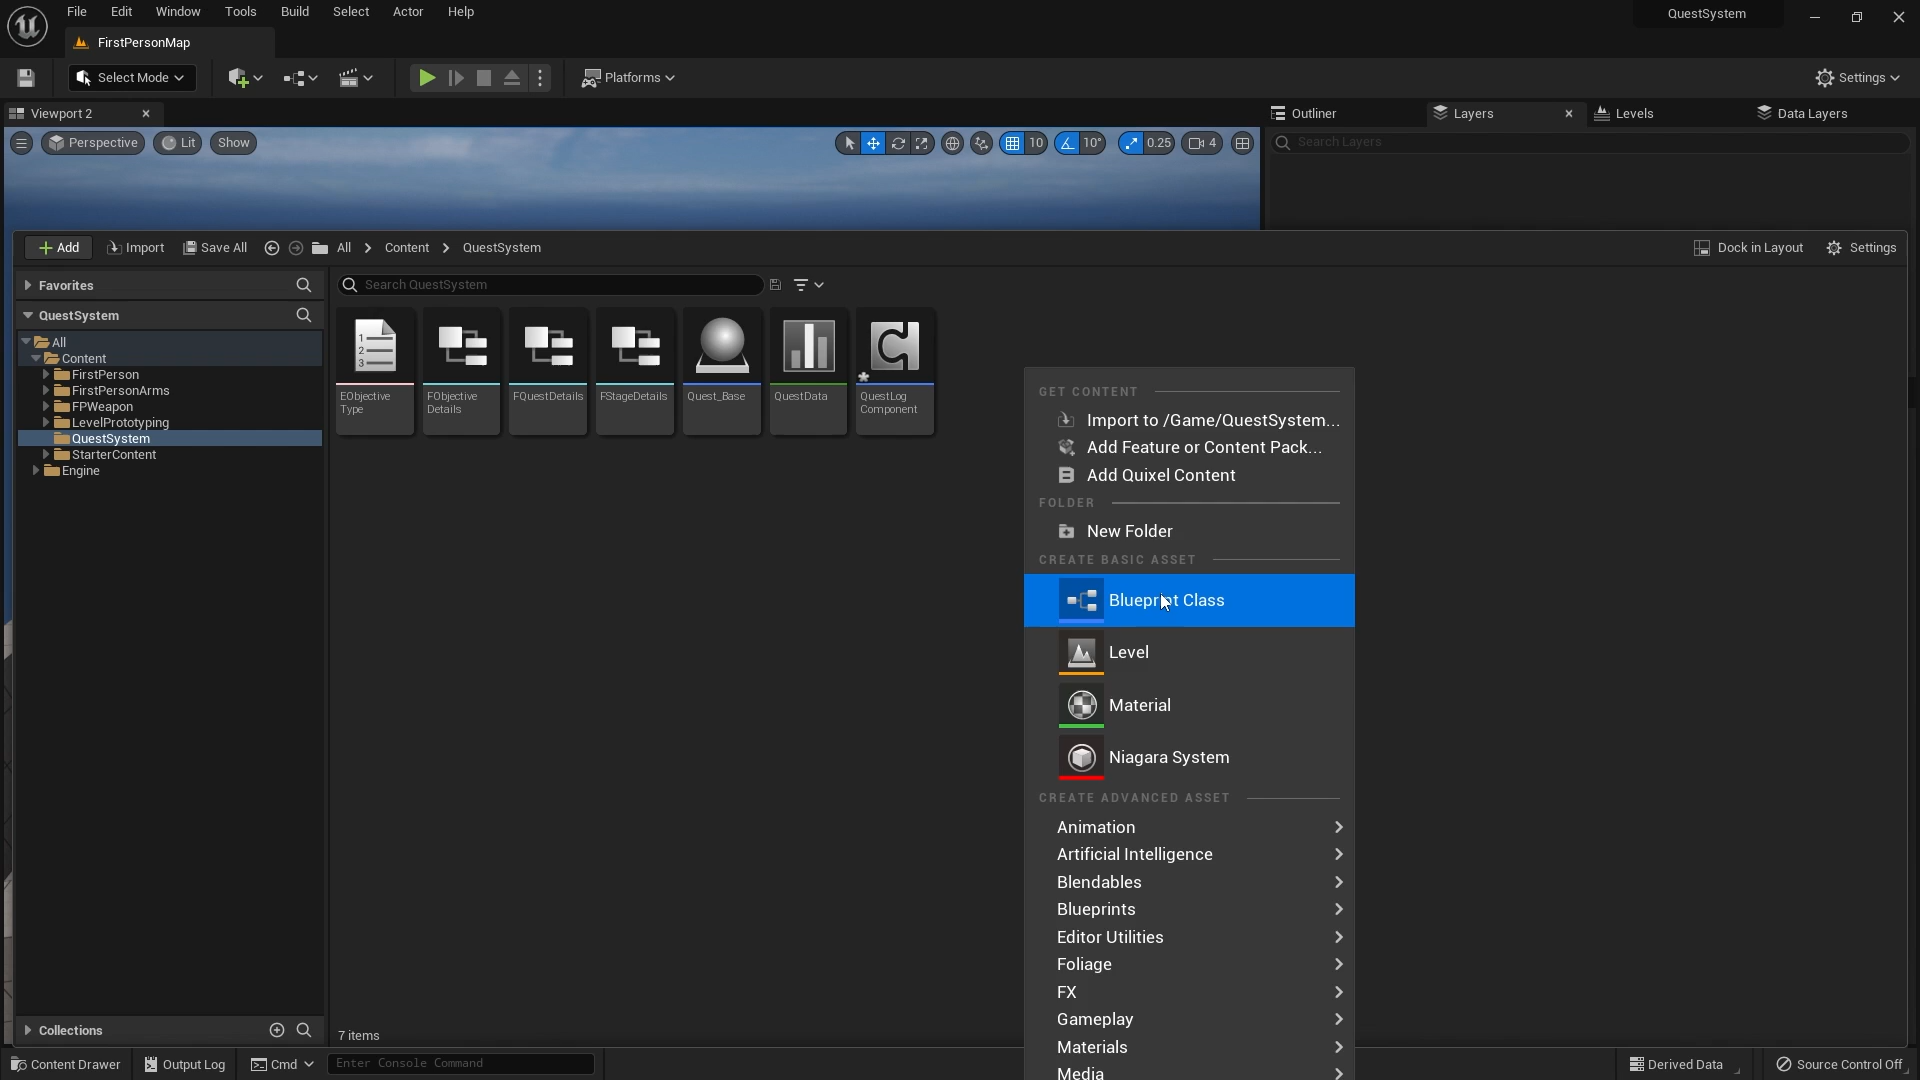 File Edit Window Tools Build Select Actor Help
QuestSystem
FirstPersonMap
Select Mode
Platforms
Settings
Viewport 2
Outliner
Layers
Levels
Data Layers
Perspective
Lit
Show
10
10°
0.25
4
Search Layers
Add
Import
Save All
All
Content
QuestSystem
Dock in Layout
Settings
Favorites
Search QuestSystem
QuestSystem
All
Content
FirstPerson
FirstPersonArms
FPWeapon
LevelPrototyping
QuestSystem
StarterContent
Engine
EObjective
Type
FObjective
Details
FQuestDetails
FStageDetails
Quest_Base
QuestData
QuestLog
Component
GET CONTENT
Import to /Game/QuestSystem...
Add Feature or Content Pack...
Add Quixel Content
FOLDER
New Folder
CREATE BASIC ASSET
Blueprint Class
Level
Material
Niagara System
CREATE ADVANCED ASSET
Animation
Artificial Intelligence
Blendables
Blueprints
Editor Utilities
Foliage
FX
Gameplay
Materials
Media
Collections
7 items
Content Drawer
Output Log
Cmd
Enter Console Command
Derived Data
Source Control Off